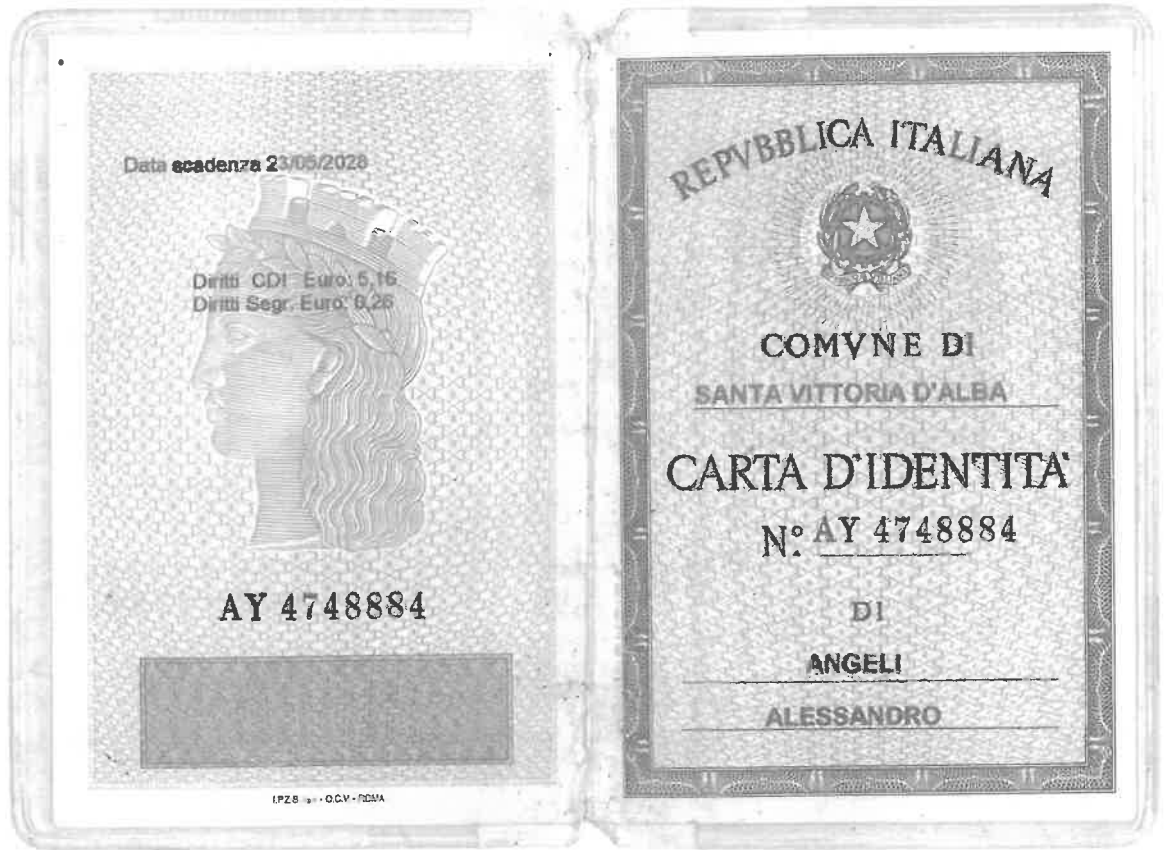 Data scadenza 23/05/2028
Diritti CDI Euro: 5,16
Diritti Segr. Euro: 0,26
AY 4748884
I.P.Z.S. - O.C.V. - ROMA
REPVBBLICA ITALIANA
COMVNE DI
SANTA VITTORIA D'ALBA
CARTA D'IDENTITA'
N.º AY 4748884
DI
ANGELI
ALESSANDRO